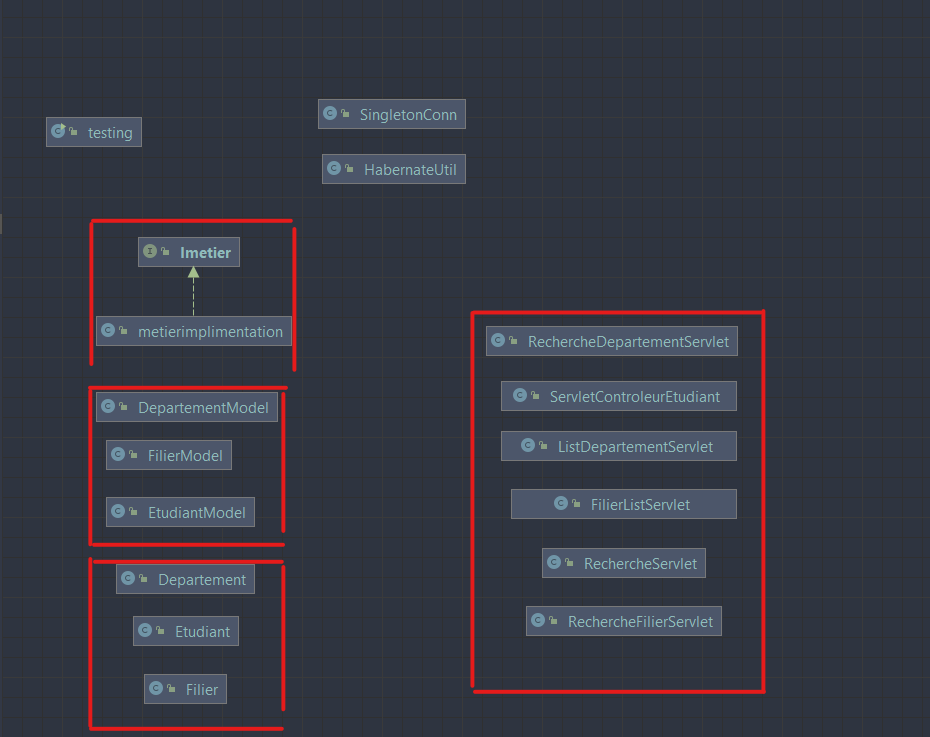 testing
SingletonConn
HabernateUtil
Imetier
metierimplimentation
DepartementModel
FilierModel
EtudiantModel
Departement
Etudiant
Filier
RechercheDepartementServlet
ServletControleurEtudiant
ListDepartementServlet
FilierListServlet
RechercheServlet
RechercheFilierServlet